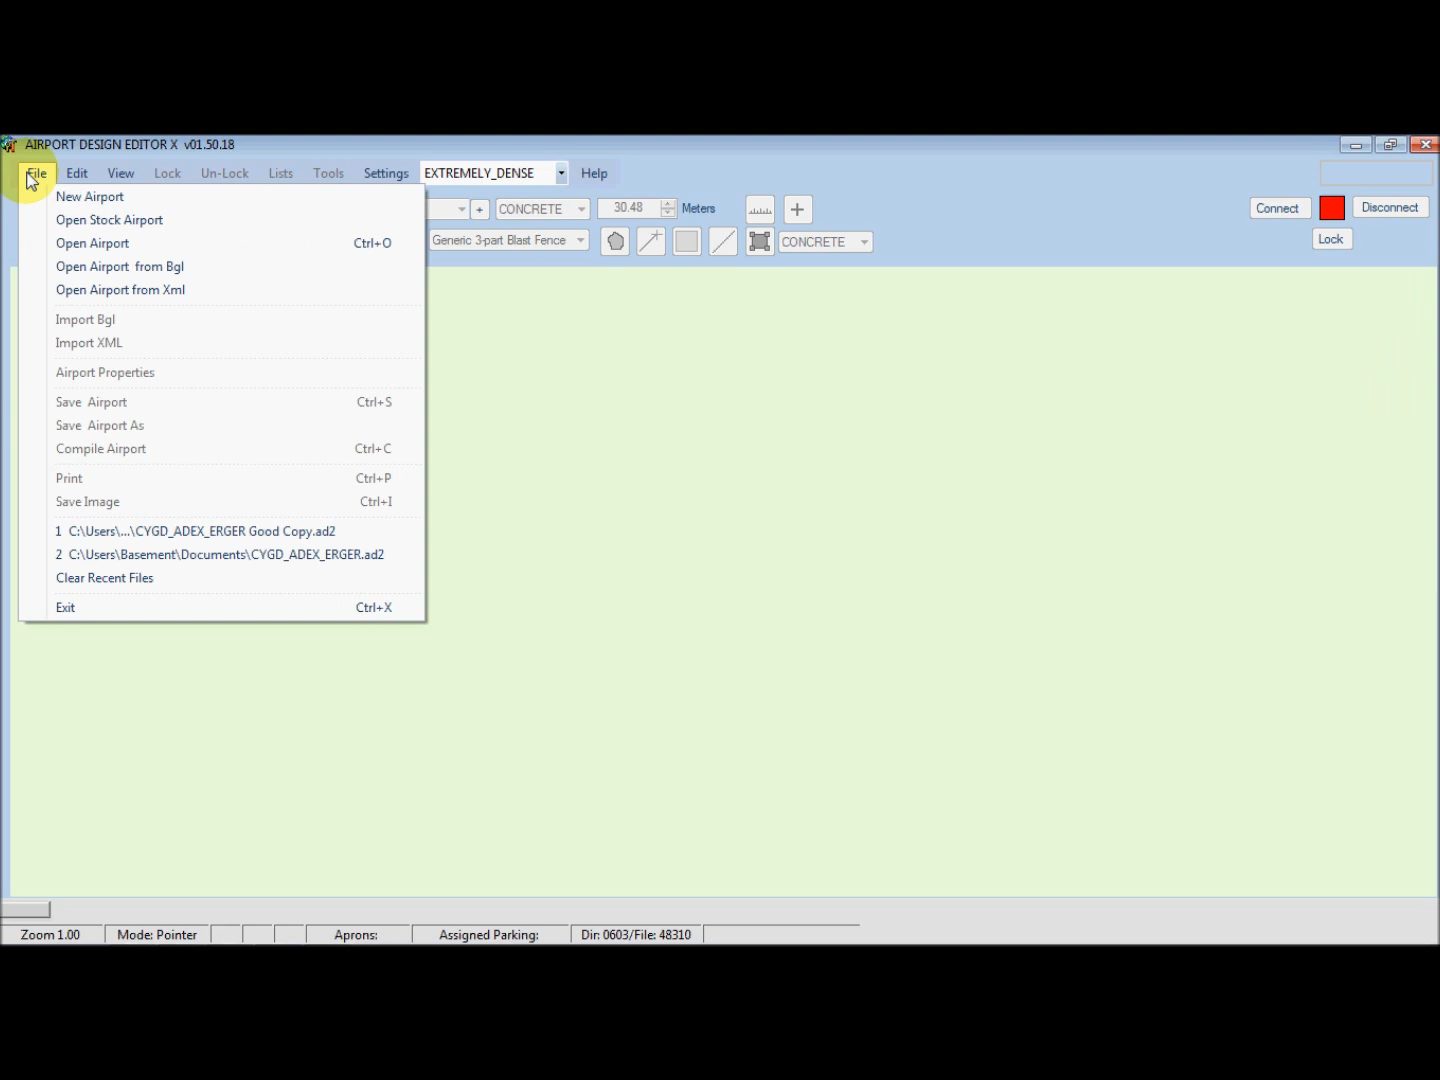 AIRPORT DESIGN EDITOR X v01.50.18
File Edit View Lock Un-Lock Lists Tools Settings EXTREMELY_DENSE Help
New Airport
Open Stock Airport
Open Airport Ctrl+O
Open Airport from Bgl
Open Airport from Xml
Import Bgl
Import XML
Airport Properties
Save Airport Ctrl+S
Save Airport As
Compile Airport Ctrl+C
Print Ctrl+P
Save Image Ctrl+I
1 C:\Users\...\CYGD_ADEX_ERGER Good Copy.ad2
2 C:\Users\Basement\Documents\CYGD_ADEX_ERGER.ad2
Clear Recent Files
Exit Ctrl+X
+ CONCRETE 30.48 Meters + Connect Disconnect
Generic 3-part Blast Fence CONCRETE Lock
Zoom 1.00 Mode: Pointer Aprons: Assigned Parking: Dir: 0603/File: 48310